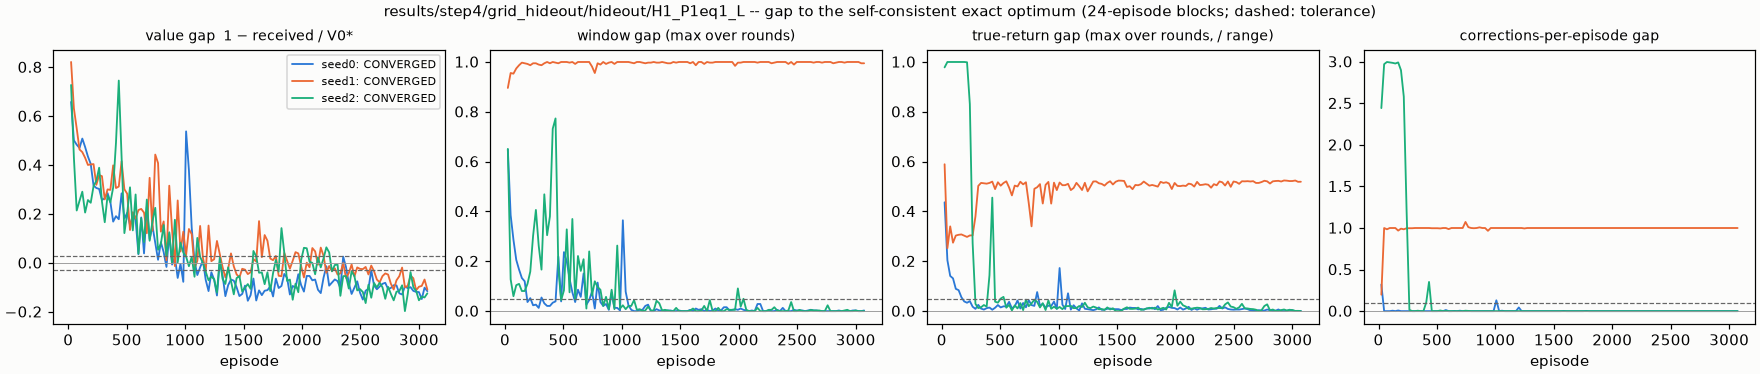 results/step4/grid_hideout/hideout/H1_P1eq1_L -- gap to the self-consistent exact optimum (24-episode blocks; dashed: tolerance)
value gap  1 − received / V0*
0.8
0.6
0.4
0.2
0.0
−0.2
0 500 1000 1500 2000 2500 3000
episode
seed0: CONVERGED
seed1: CONVERGED
seed2: CONVERGED
window gap (max over rounds)
1.0
0.8
0.6
0.4
0.2
0.0
0 500 1000 1500 2000 2500 3000
episode
true-return gap (max over rounds, / range)
1.0
0.8
0.6
0.4
0.2
0.0
0 500 1000 1500 2000 2500 3000
episode
corrections-per-episode gap
3.0
2.5
2.0
1.5
1.0
0.5
0.0
0 500 1000 1500 2000 2500 3000
episode